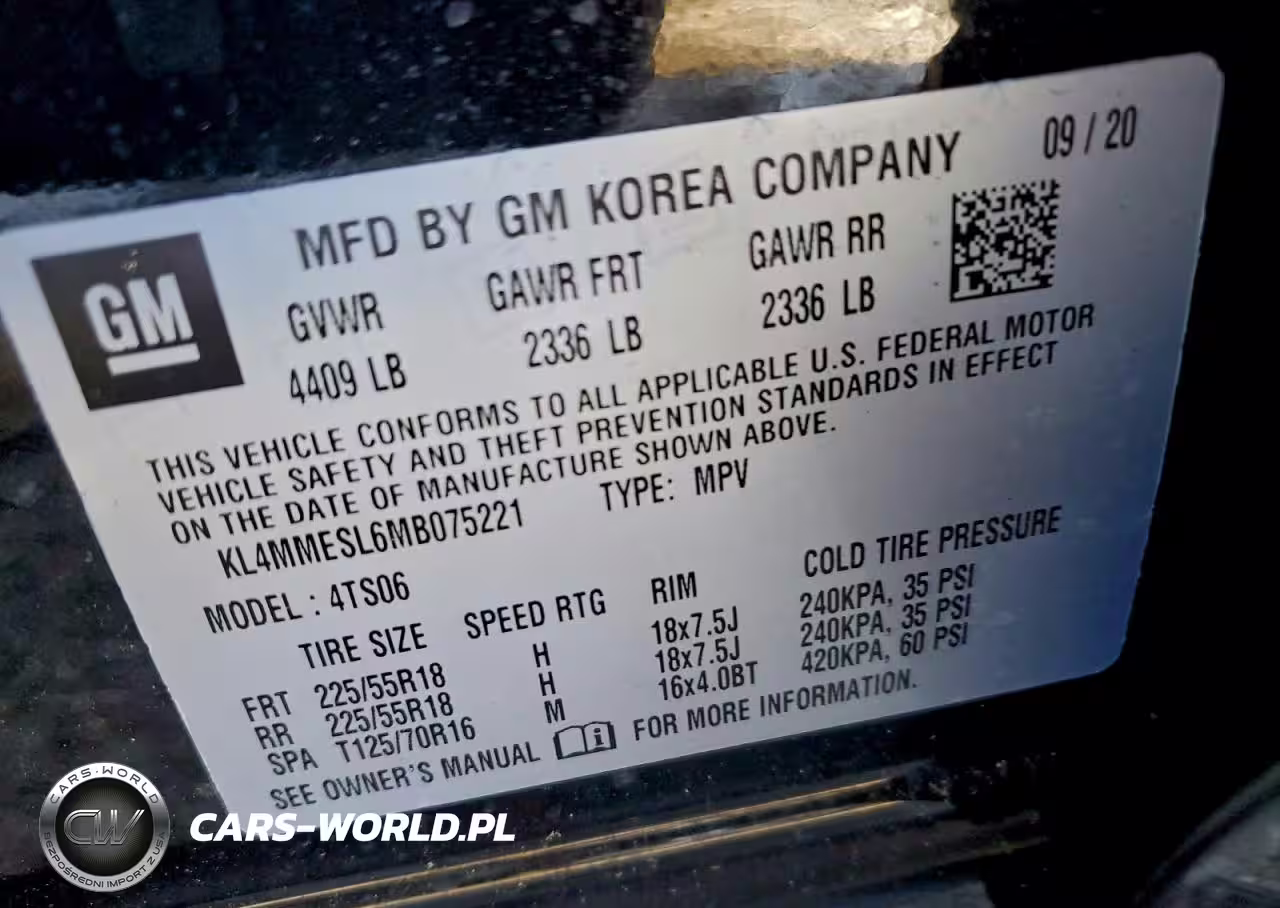 MFD BY GM KOREA COMPANY 09 / 20
GM
GVWR GAWR FRT GAWR RR
4409 LB 2336 LB 2336 LB
THIS VEHICLE CONFORMS TO ALL APPLICABLE U.S. FEDERAL MOTOR
VEHICLE SAFETY AND THEFT PREVENTION STANDARDS IN EFFECT
ON THE DATE OF MANUFACTURE SHOWN ABOVE.
KL4MMESL6MB075221 TYPE: MPV
MODEL : 4TS06
TIRE SIZE SPEED RTG RIM COLD TIRE PRESSURE
FRT 225/55R18 H 18x7.5J 240KPA, 35 PSI
RR 225/55R18 H 18x7.5J 240KPA, 35 PSI
SPA T125/70R16 M 16x4.0BT 420KPA, 60 PSI
SEE OWNER'S MANUAL i FOR MORE INFORMATION.
CARS-WORLD
CW
BEZPOŚREDNI IMPORT Z USA
CARS-WORLD.PL